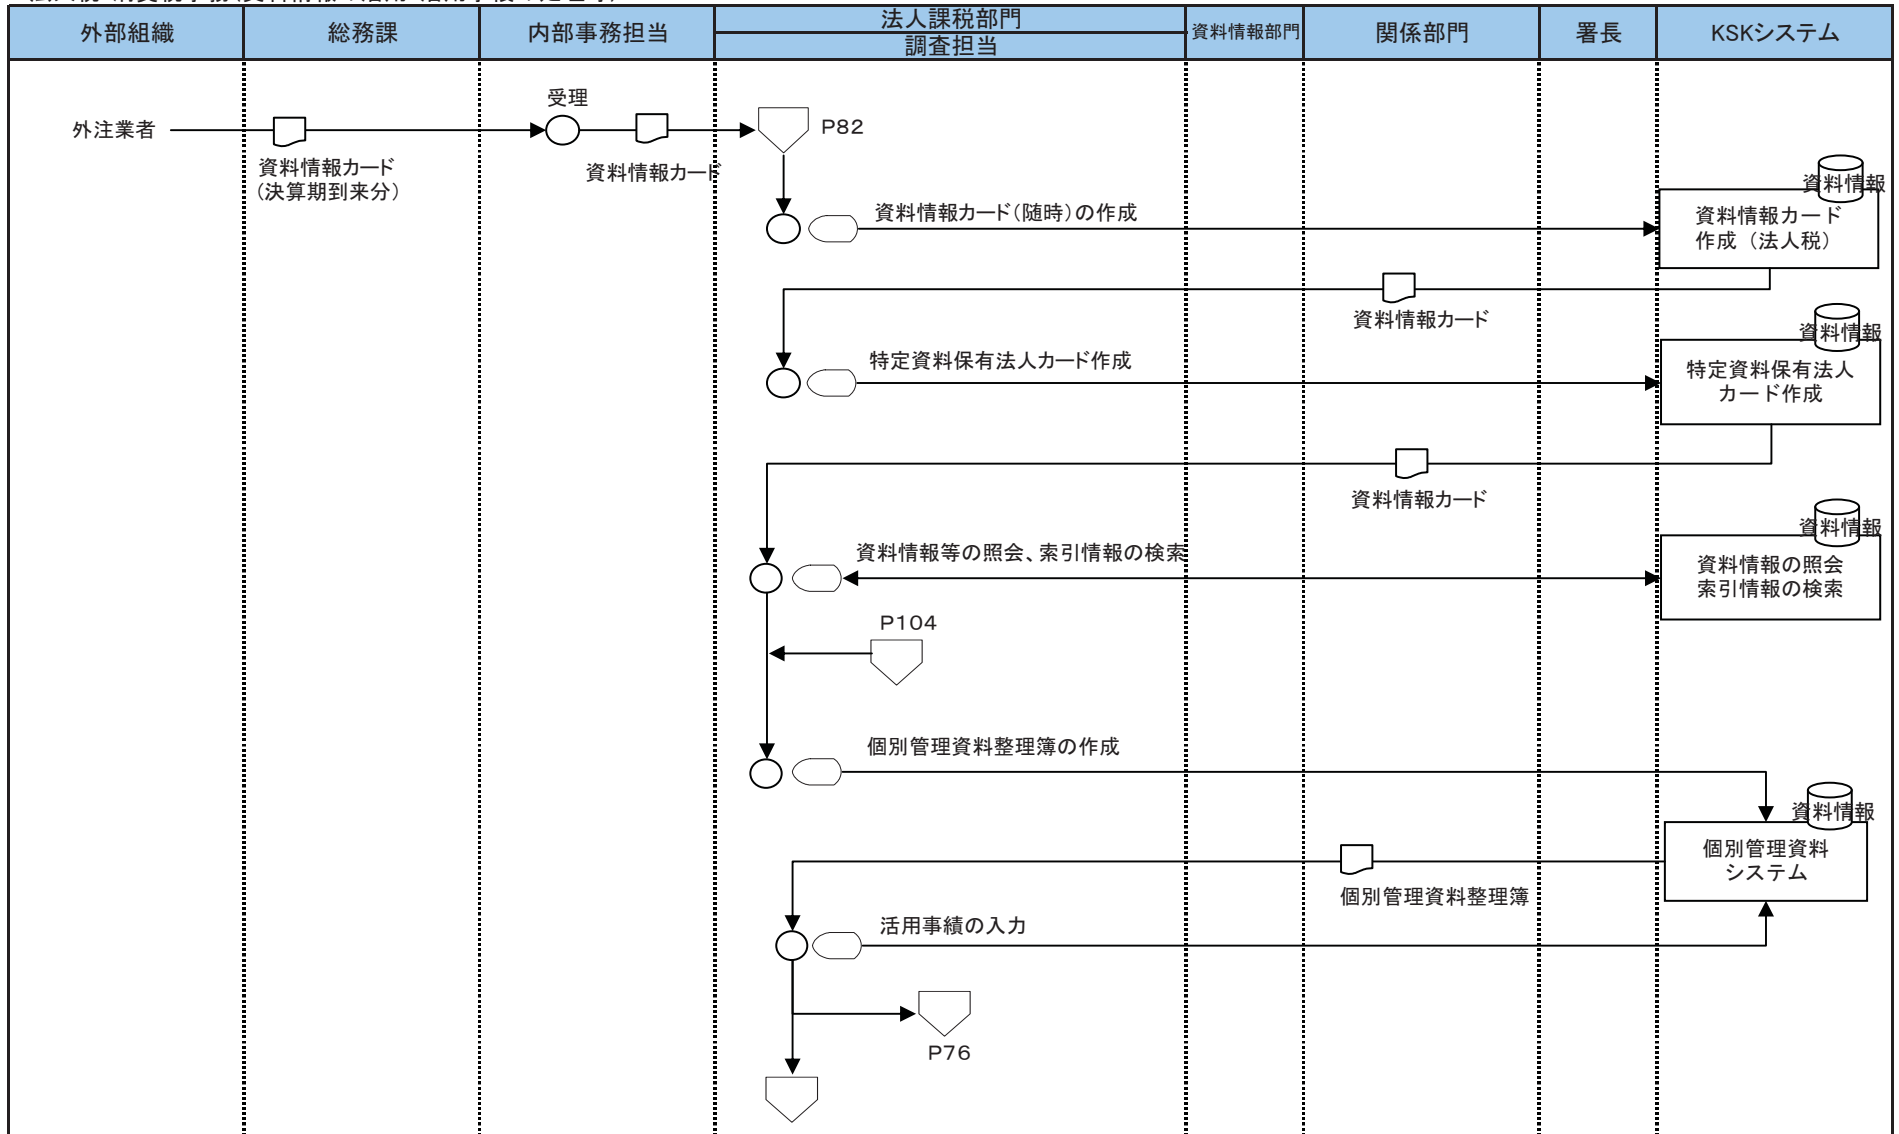 外部組織
総務課
内部事務担当
法人課税部門
調査担当
資料情報部門
関係部門
署長
KSKシステム
外注業者
資料情報カード
（決算期到来分）
受理
資料情報カード
P82
資料情報カード（随時）の作成
資料情報
資料情報カード
作成（法人税）
資料情報カード
特定資料保有法人カード作成
資料情報
特定資料保有法人
カード作成
資料情報カード
資料情報等の照会、索引情報の検索
資料情報
資料情報の照会
索引情報の検索
P104
個別管理資料整理簿の作成
資料情報
個別管理資料
システム
個別管理資料整理簿
活用事績の入力
P76